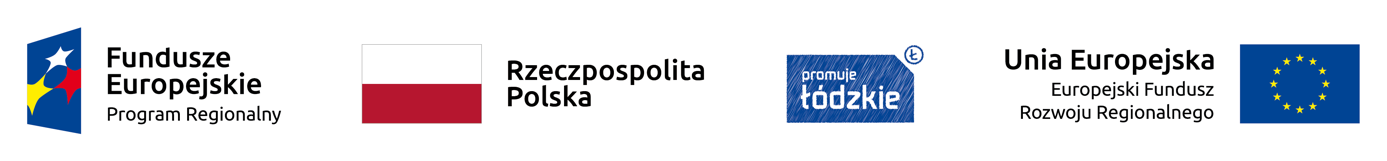 Fundusze
Europejskie
Program Regionalny
Rzeczpospolita
Polska
promuje
łódzkie
Ł
Unia Europejska
Europejski Fundusz
Rozwoju Regionalnego